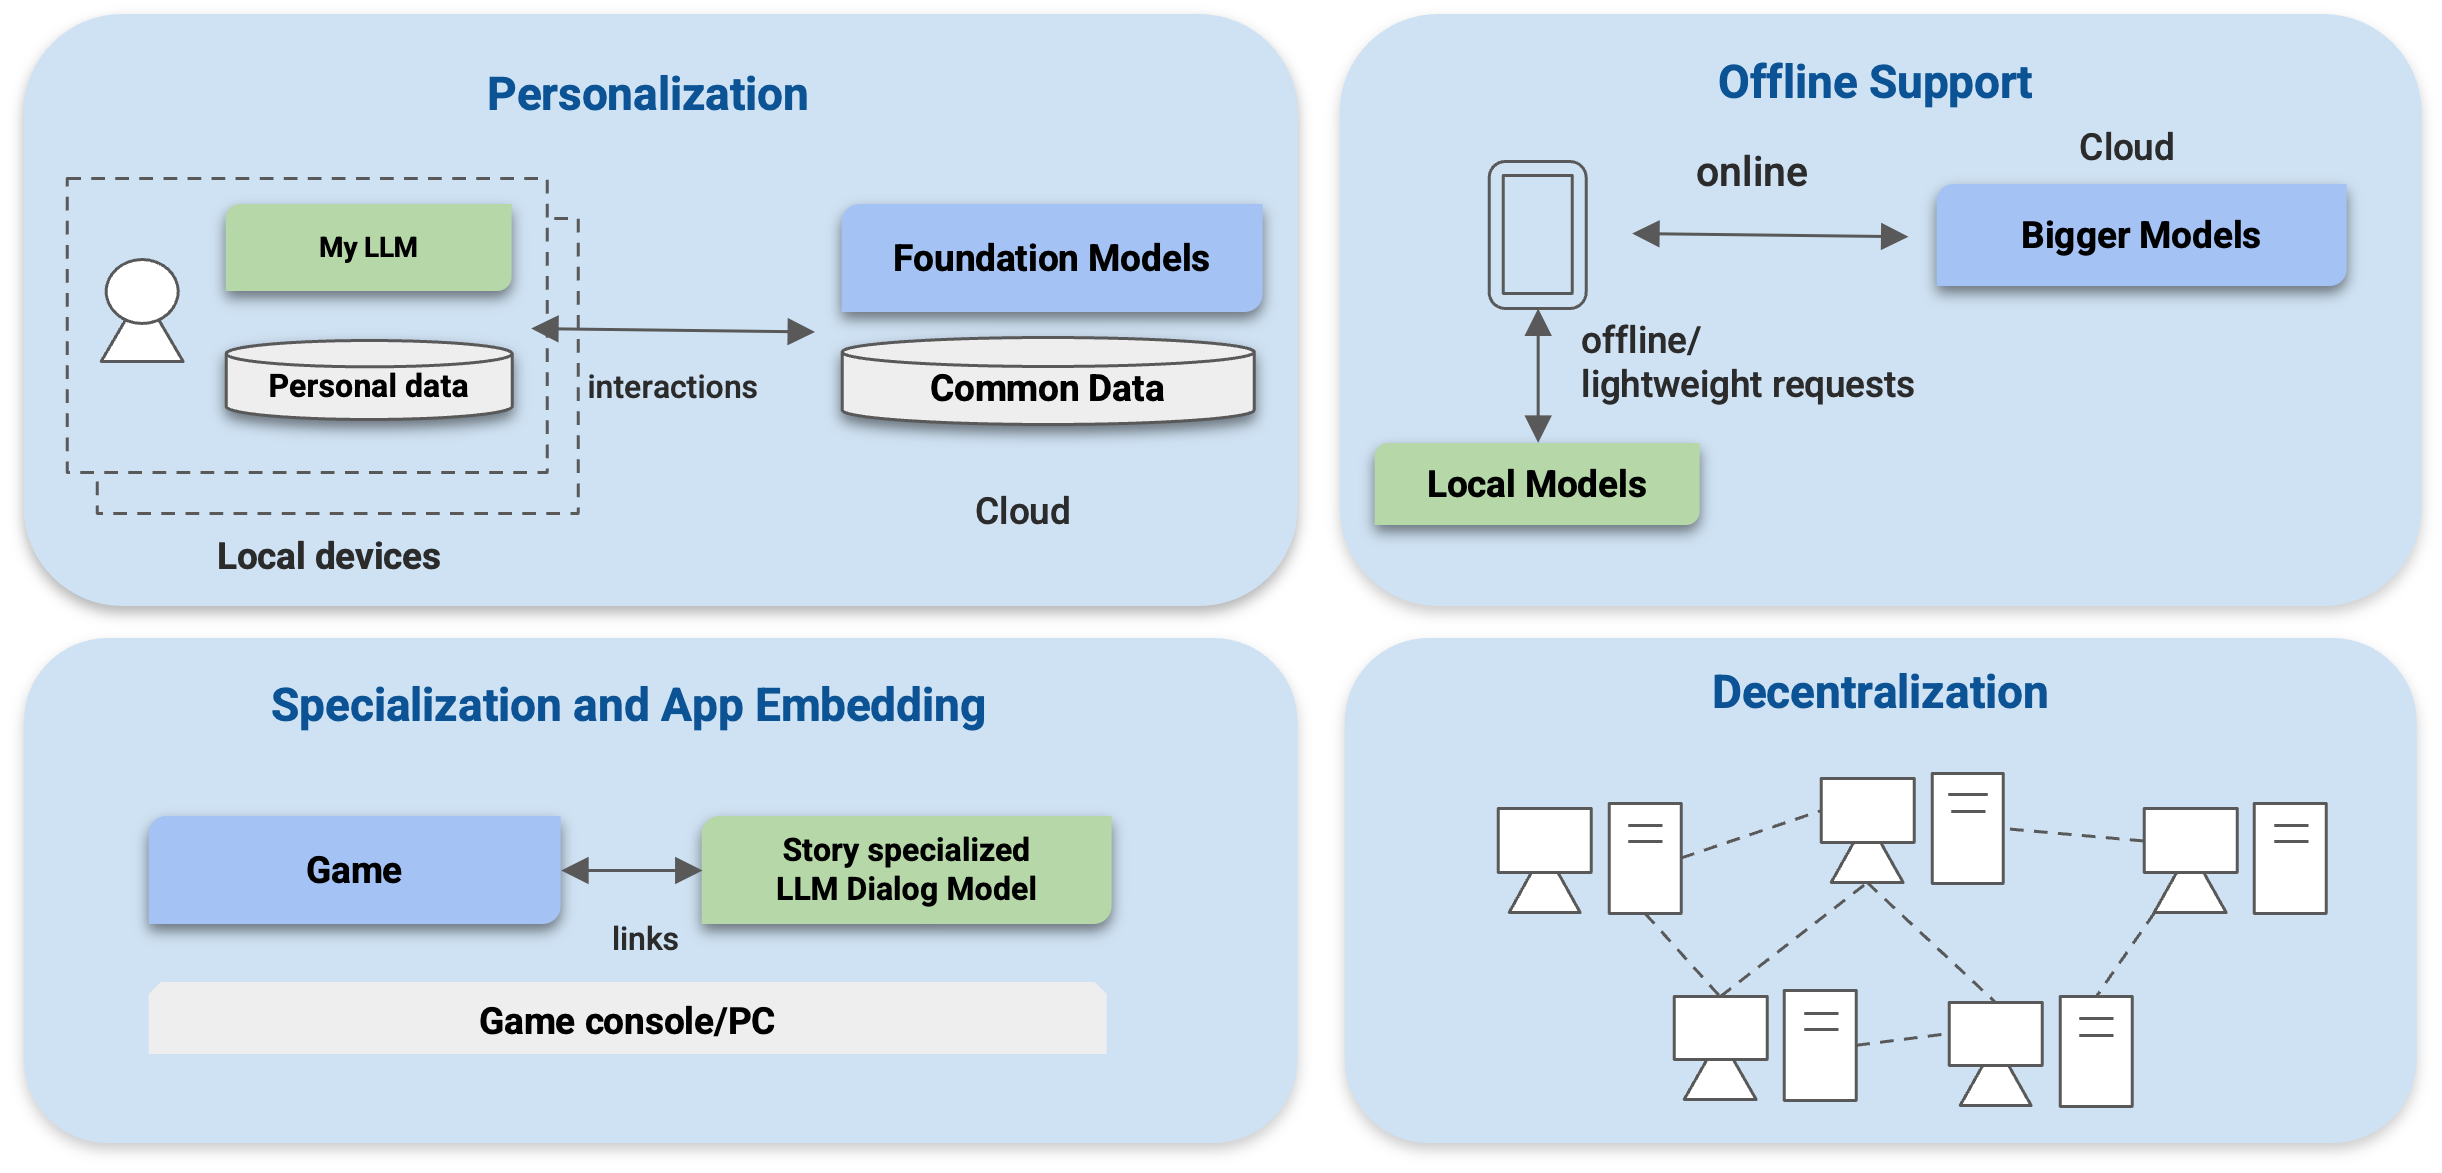 Personalization
My LLM
Personal data
interactions
Foundation Models
Common Data
Cloud
Local devices
Offline Support
online
Cloud
Bigger Models
offline/
lightweight requests
Local Models
Specialization and App Embedding
Game
links
Story specialized
LLM Dialog Model
Game console/PC
Decentralization